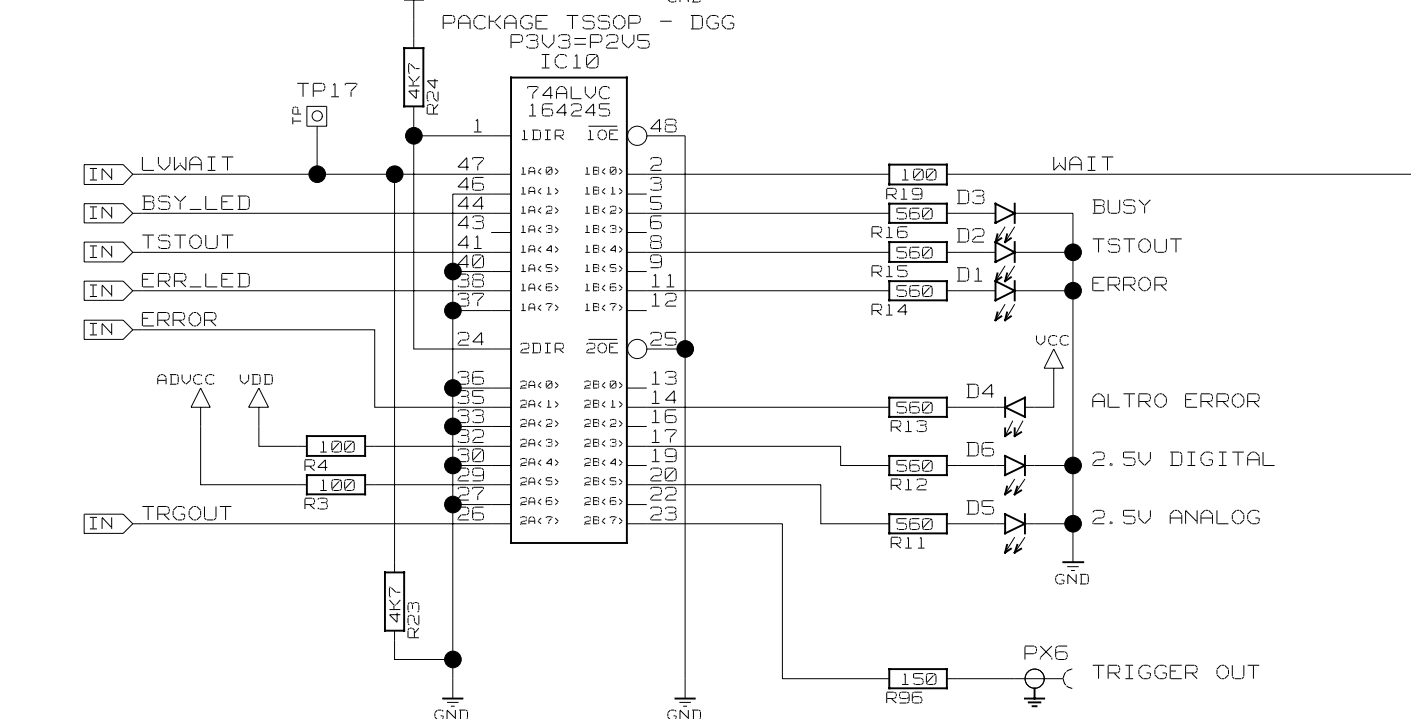 GND
PACKAGE TSSOP - DGG
P3V3=P2V5
IC10
4K7
R24
TP17
TP
74ALVC
164245
1 1DIR 1OE 48
IN LVWAIT 47 1A<0> 1B<0> 2 100 WAIT
R19
46 1A<1> 1B<1> 3
IN BSY_LED 44 1A<2> 1B<2> 5 560 D3 BUSY
R16
43 1A<3> 1B<3> 6
IN TSTOUT 41 1A<4> 1B<4> 8 560 D2 TSTOUT
R15
40 1A<5> 1B<5> 9
IN ERR_LED 38 1A<6> 1B<6> 11 560 D1 ERROR
R14
37 1A<7> 1B<7> 12
IN ERROR
24 2DIR 2OE 25
VCC
ADVCC VDD
36 2A<0> 2B<0> 13
35 2A<1> 2B<1> 14 560 D4 ALTRO ERROR
R13
33 2A<2> 2B<2> 16
100 32 2A<3> 2B<3> 17
R4
30 2A<4> 2B<4> 19 560 D6 2.5V DIGITAL
R12
100 29 2A<5> 2B<5> 20
R3
27 2A<6> 2B<6> 22
IN TRGOUT 26 2A<7> 2B<7> 23 560 D5 2.5V ANALOG
R11
GND
4K7
R23
PX6
150 TRIGGER OUT
R96
GND
GND